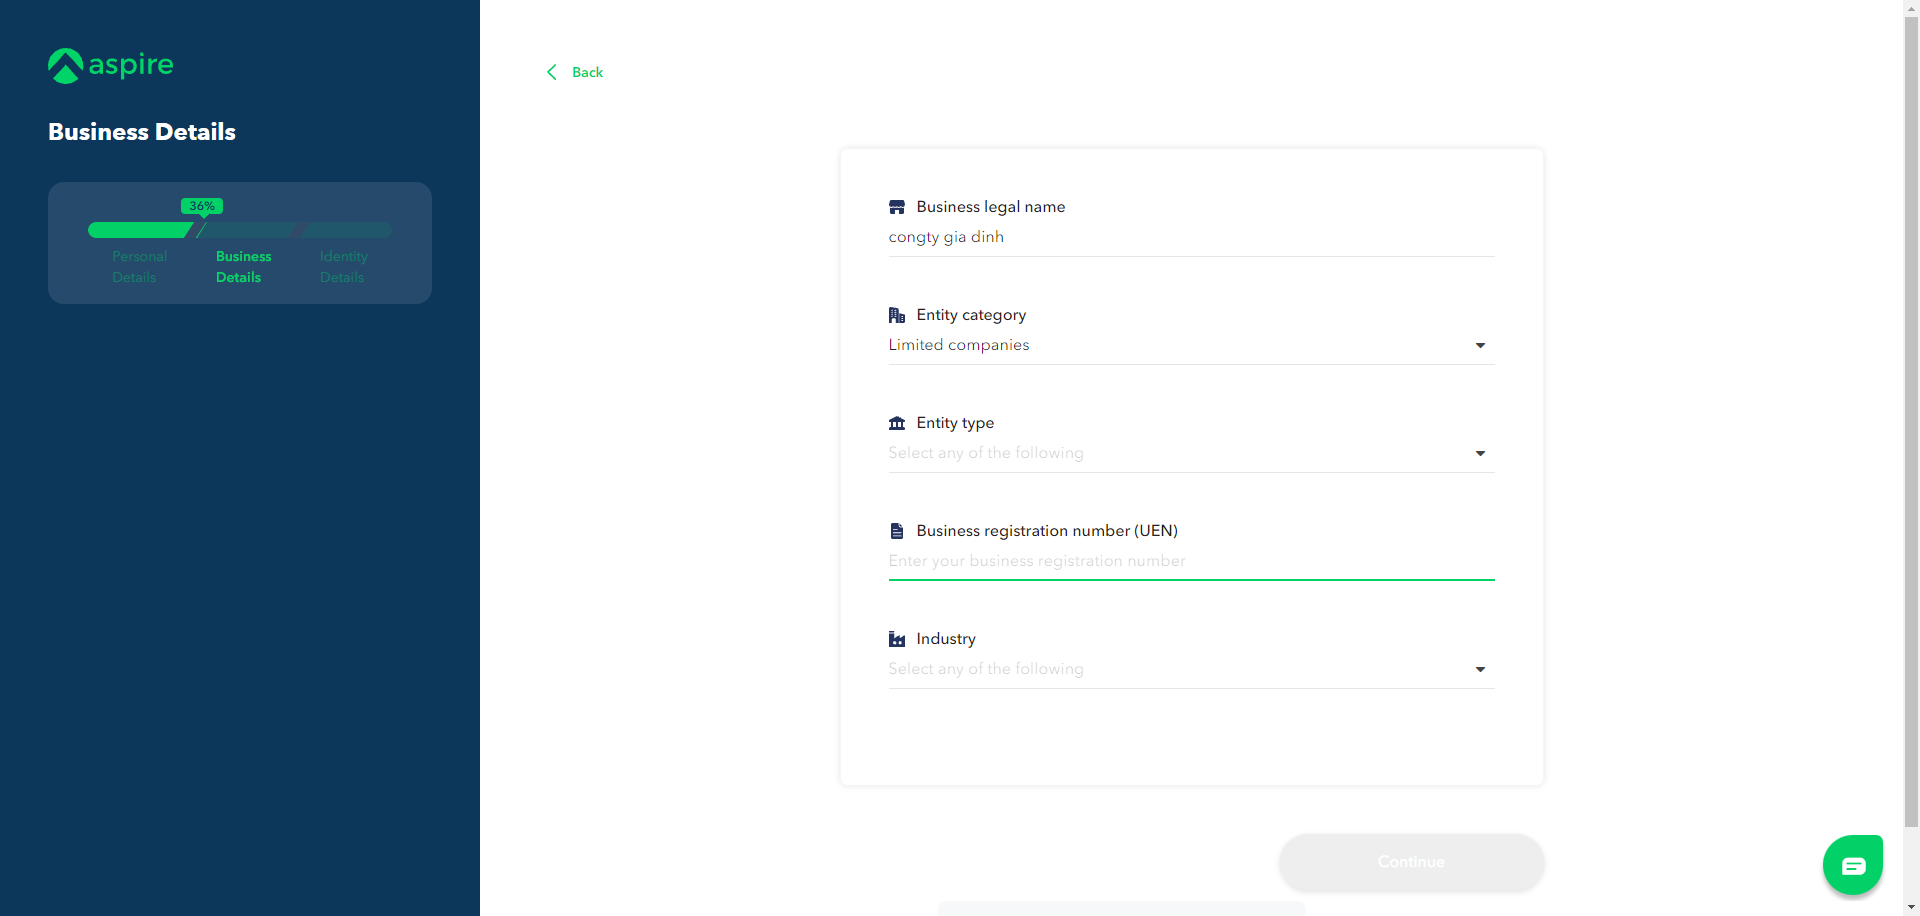 aspire
Business Details
36%
Personal Details
Business Details
Identity Details
Back
Business legal name
congty gia dinh
Entity category
Limited companies
Entity type
Select any of the following
Business registration number (UEN)
Enter your business registration number
Industry
Select any of the following
Continue